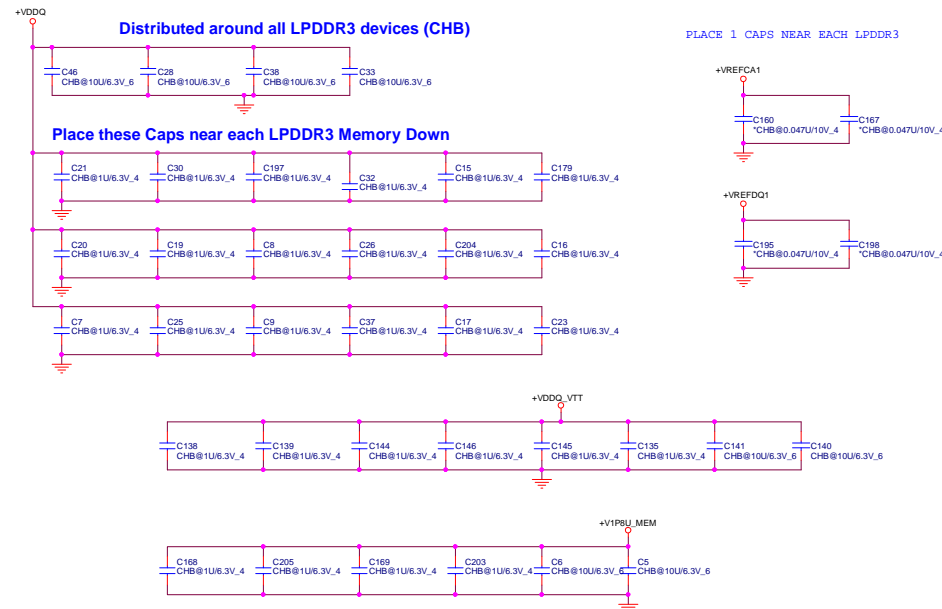 +VDDQ
Distributed around all LPDDR3 devices (CHB)
PLACE 1 CAPS NEAR EACH LPDDR3
C46
CHB@10U/6.3V_6
C28
CHB@10U/6.3V_6
C38
CHB@10U/6.3V_6
C33
CHB@10U/6.3V_6
+VREFCA1
C160
*CHB@0.047U/10V_4
C167
*CHB@0.047U/10V_4
Place these Caps near each LPDDR3 Memory Down
C21
CHB@1U/6.3V_4
C30
CHB@1U/6.3V_4
C197
CHB@1U/6.3V_4
C32
CHB@1U/6.3V_4
C15
CHB@1U/6.3V_4
C179
CHB@1U/6.3V_4
+VREFDQ1
C195
*CHB@0.047U/10V_4
C198
*CHB@0.047U/10V_4
C20
CHB@1U/6.3V_4
C19
CHB@1U/6.3V_4
C8
CHB@1U/6.3V_4
C26
CHB@1U/6.3V_4
C204
CHB@1U/6.3V_4
C16
CHB@1U/6.3V_4
C7
CHB@1U/6.3V_4
C25
CHB@1U/6.3V_4
C9
CHB@1U/6.3V_4
C37
CHB@1U/6.3V_4
C17
CHB@1U/6.3V_4
C23
CHB@1U/6.3V_4
+VDDQ_VTT
C138
CHB@1U/6.3V_4
C139
CHB@1U/6.3V_4
C144
CHB@1U/6.3V_4
C146
CHB@1U/6.3V_4
C145
CHB@1U/6.3V_4
C135
CHB@1U/6.3V_4
C141
CHB@10U/6.3V_6
C140
CHB@10U/6.3V_6
+V1P8U_MEM
C168
CHB@1U/6.3V_4
C205
CHB@1U/6.3V_4
C169
CHB@1U/6.3V_4
C203
CHB@1U/6.3V_4
C6
CHB@10U/6.3V_6
C5
CHB@10U/6.3V_6